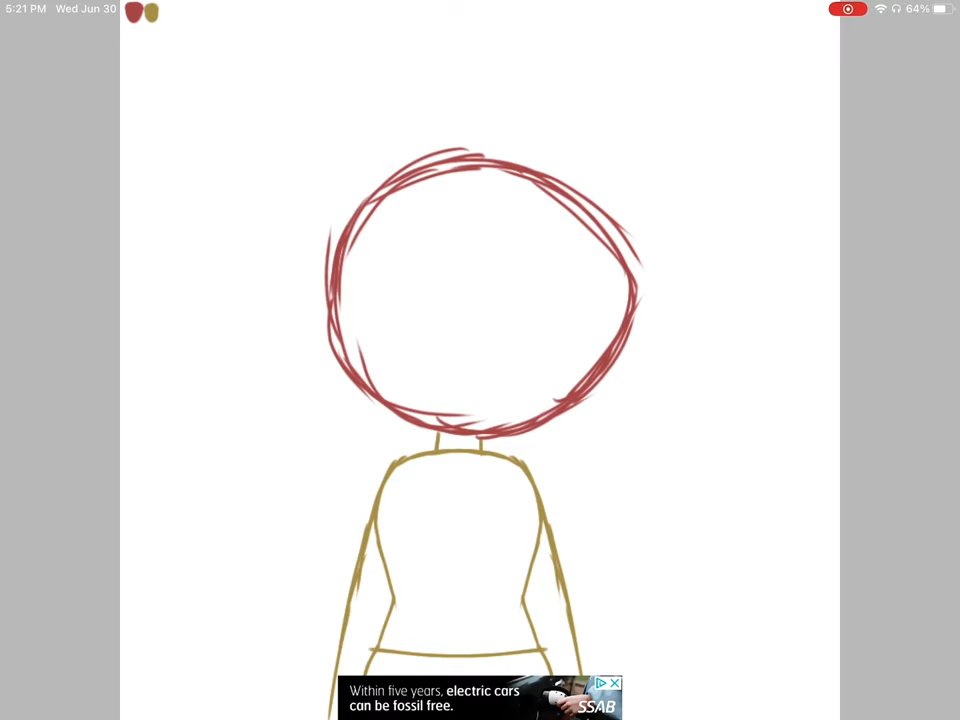 5:21 PM Wed Jun 30 64%
Within five years, electric cars
can be fossil free.
SSAB